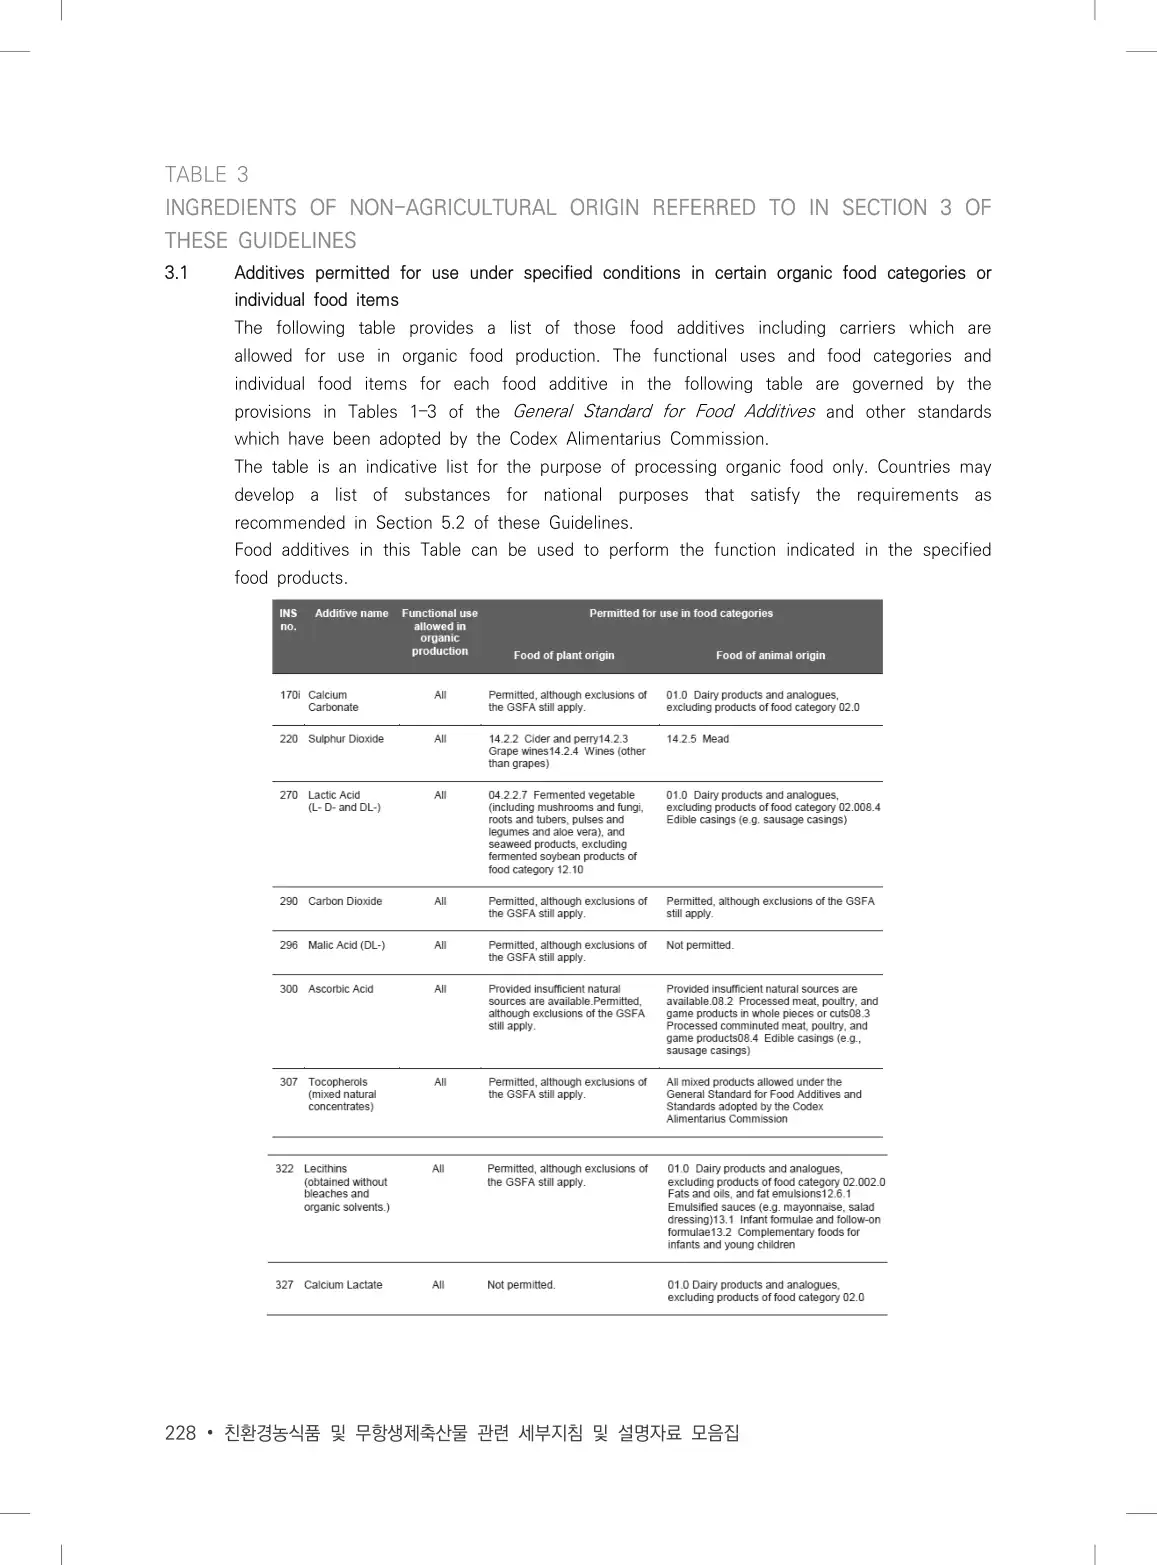 TABLE 3
INGREDIENTS OF NON-AGRICULTURAL ORIGIN REFERRED TO IN SECTION 3 OF
THESE GUIDELINES
3.1 Additives permitted for use under specified conditions in certain organic food categories or
individual food items
The following table provides a list of those food additives including carriers which are
allowed for use in organic food production. The functional uses and food categories and
individual food items for each food additive in the following table are governed by the
provisions in Tables 1-3 of the General Standard for Food Additives and other standards
which have been adopted by the Codex Alimentarius Commission.
The table is an indicative list for the purpose of processing organic food only. Countries may
develop a list of substances for national purposes that satisfy the requirements as
recommended in Section 5.2 of these Guidelines.
Food additives in this Table can be used to perform the function indicated in the specified
food products.
INS Additive name Functional use Permitted for use in food categories
no. allowed in
organic
production Food of plant origin Food of animal origin
170i Calcium All Permitted, although exclusions of 01.0 Dairy products and analogues,
Carbonate the GSFA still apply. excluding products of food category 02.0
220 Sulphur Dioxide All 14.2.2 Cider and perry14.2.3 14.2.5 Mead
Grape wines14.2.4 Wines (other
than grapes)
270 Lactic Acid All 04.2.2.7 Fermented vegetable 01.0 Dairy products and analogues,
(L- D- and DL-) (including mushrooms and fungi, excluding products of food category 02.008.4
roots and tubers, pulses and Edible casings (e.g. sausage casings)
legumes and aloe vera), and
seaweed products, excluding
fermented soybean products of
food category 12.10
290 Carbon Dioxide All Permitted, although exclusions of Permitted, although exclusions of the GSFA
the GSFA still apply. still apply.
296 Malic Acid (DL-) All Permitted, although exclusions of Not permitted.
the GSFA still apply.
300 Ascorbic Acid All Provided insufficient natural Provided insufficient natural sources are
sources are available.Permitted, available.08.2 Processed meat, poultry, and
although exclusions of the GSFA game products in whole pieces or cuts08.3
still apply. Processed comminuted meat, poultry, and
game products08.4 Edible casings (e.g.,
sausage casings)
307 Tocopherols All Permitted, although exclusions of All mixed products allowed under the
(mixed natural the GSFA still apply. General Standard for Food Additives and
concentrates) Standards adopted by the Codex
Alimentarius Commission
322 Lecithins All Permitted, although exclusions of 01.0 Dairy products and analogues,
(obtained without the GSFA still apply. excluding products of food category 02.002.0
bleaches and Fats and oils, and fat emulsions12.6.1
organic solvents.) Emulsified sauces (e.g. mayonnaise, salad
dressing)13.1 Infant formulae and follow-on
formulae13.2 Complementary foods for
infants and young children
327 Calcium Lactate All Not permitted. 01.0 Dairy products and analogues,
excluding products of food category 02.0
228 • 친환경농식품 및 무항생제축산물 관련 세부지침 및 설명자료 모음집